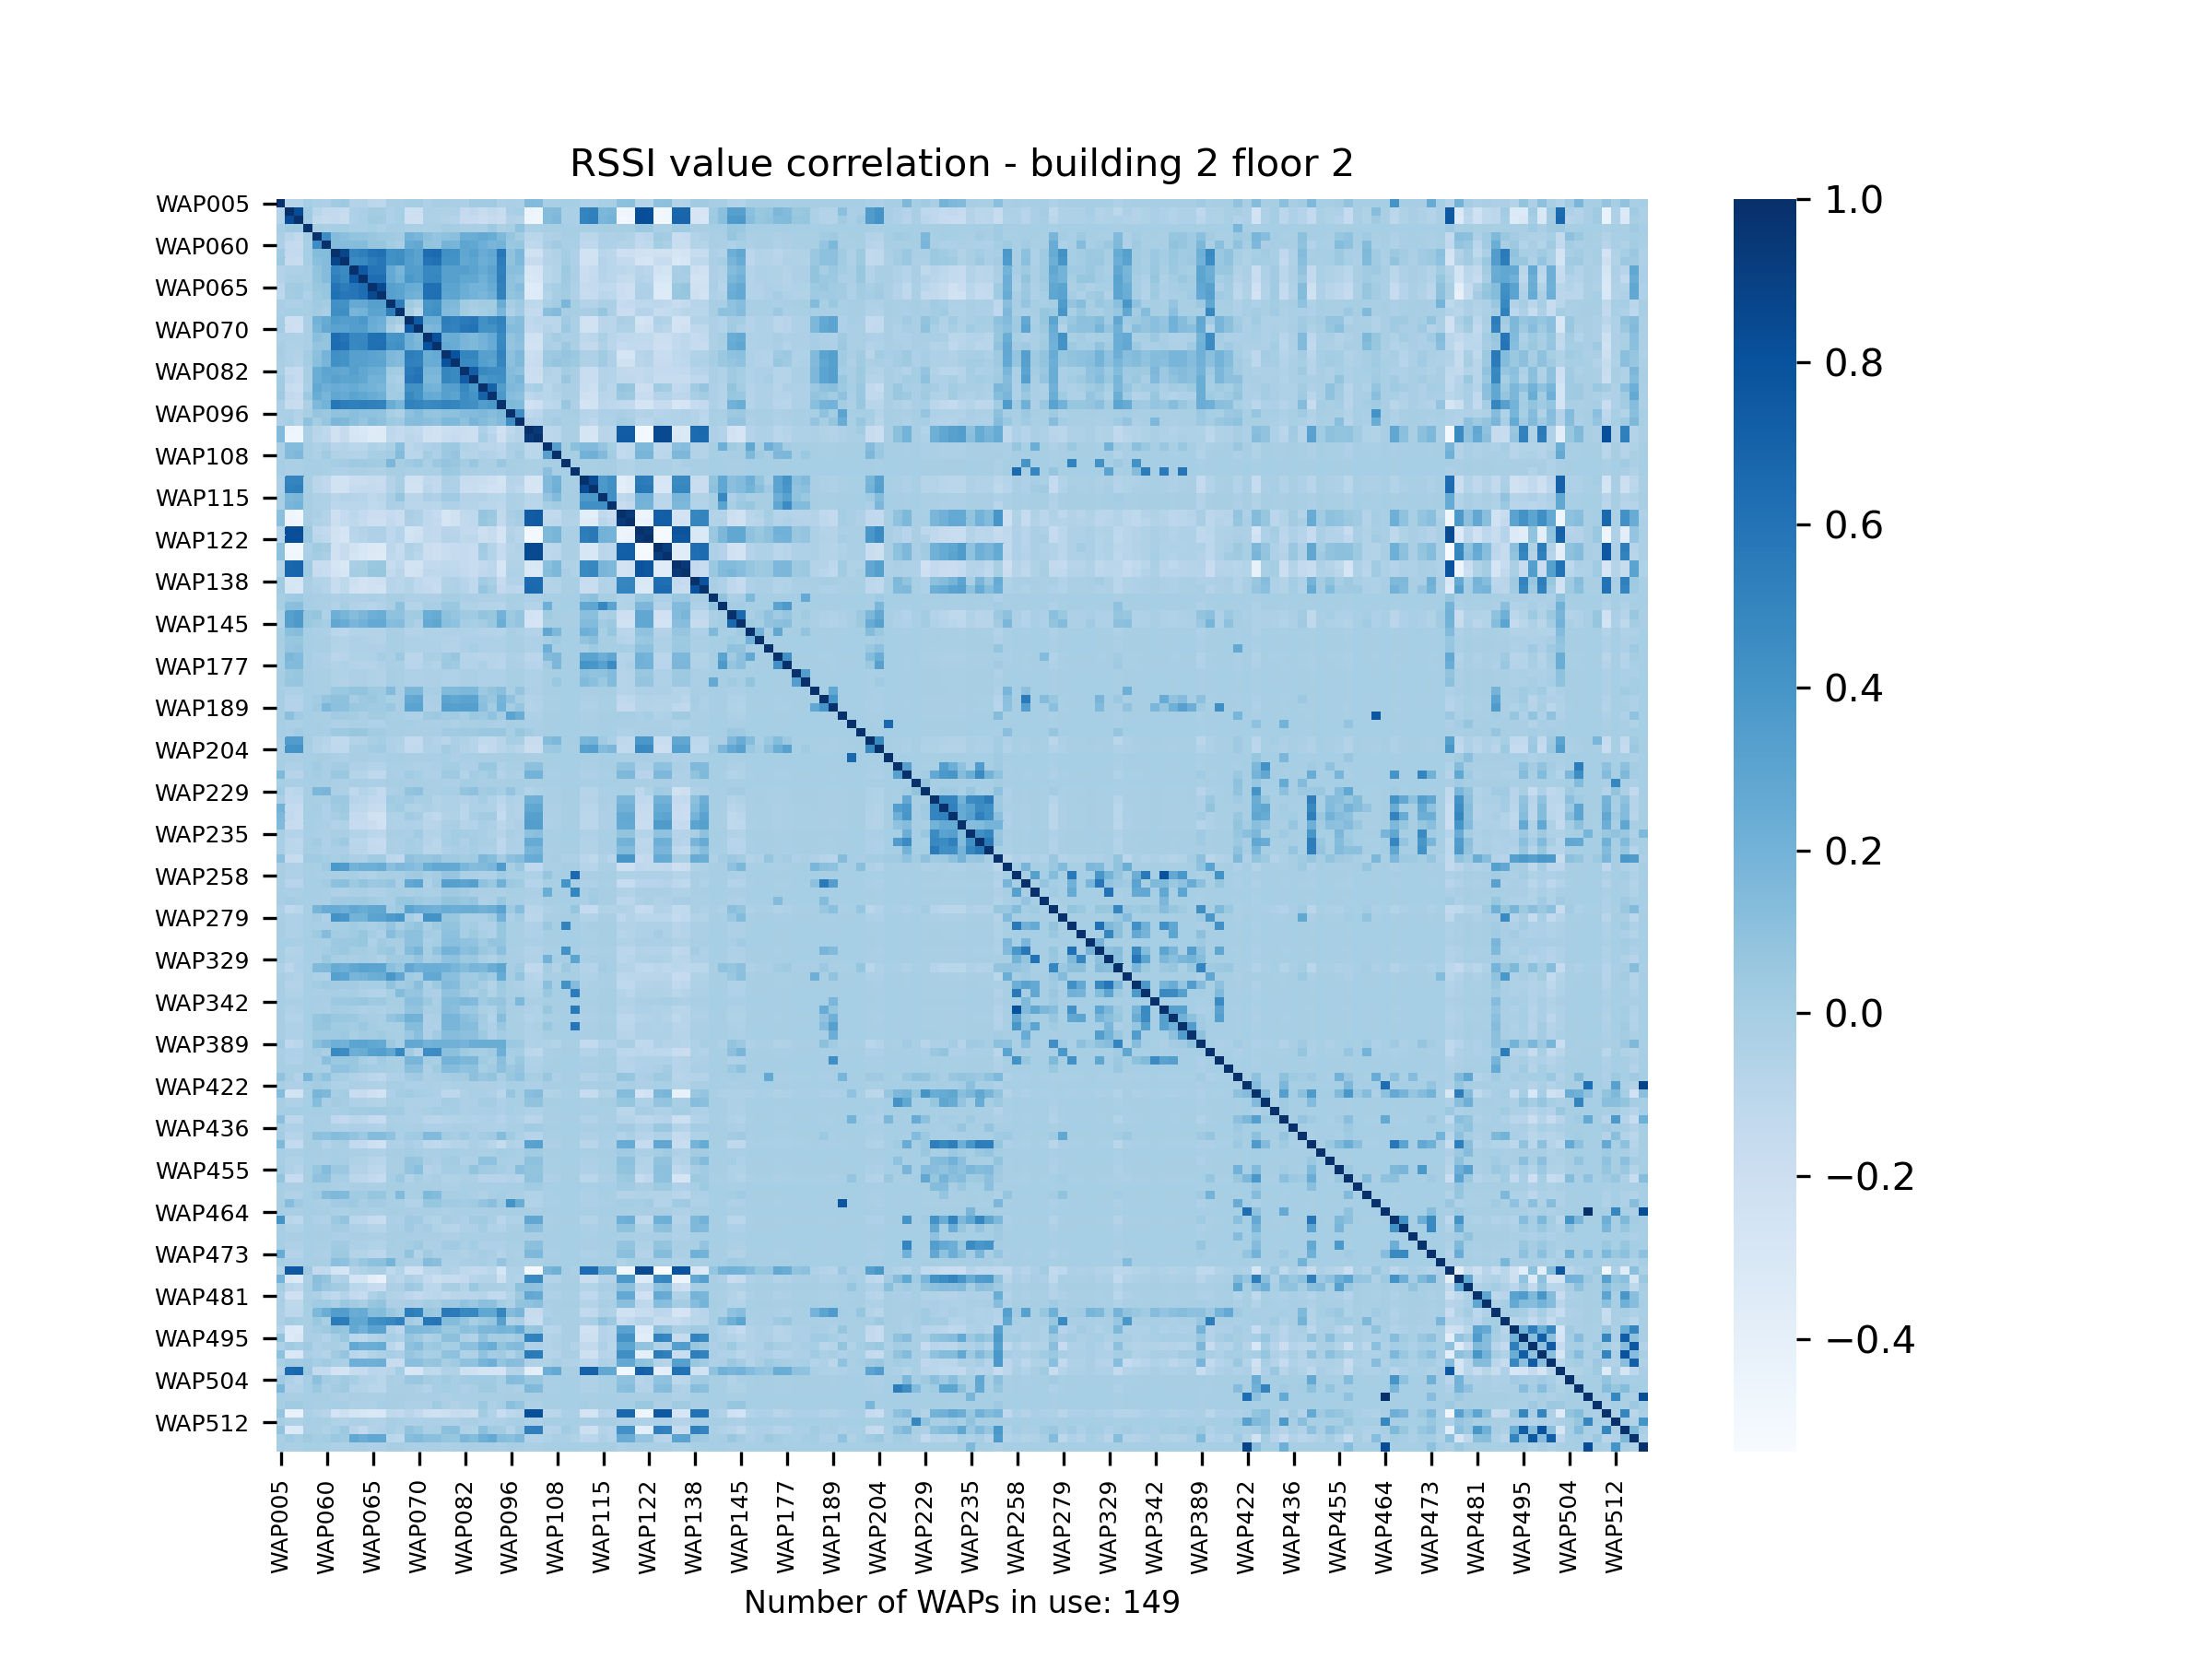 RSSI value correlation - building 2 floor 2
WAP005
WAP060
WAP065
WAP070
WAP082
WAP096
WAP108
WAP115
WAP122
WAP138
WAP145
WAP177
WAP189
WAP204
WAP229
WAP235
WAP258
WAP279
WAP329
WAP342
WAP389
WAP422
WAP436
WAP455
WAP464
WAP473
WAP481
WAP495
WAP504
WAP512
1.0
0.8
0.6
0.4
0.2
0.0
−0.2
−0.4
WAP005
WAP060
WAP065
WAP070
WAP082
WAP096
WAP108
WAP115
WAP122
WAP138
WAP145
WAP177
WAP189
WAP204
WAP229
WAP235
WAP258
WAP279
WAP329
WAP342
WAP389
WAP422
WAP436
WAP455
WAP464
WAP473
WAP481
WAP495
WAP504
WAP512
Number of WAPs in use: 149